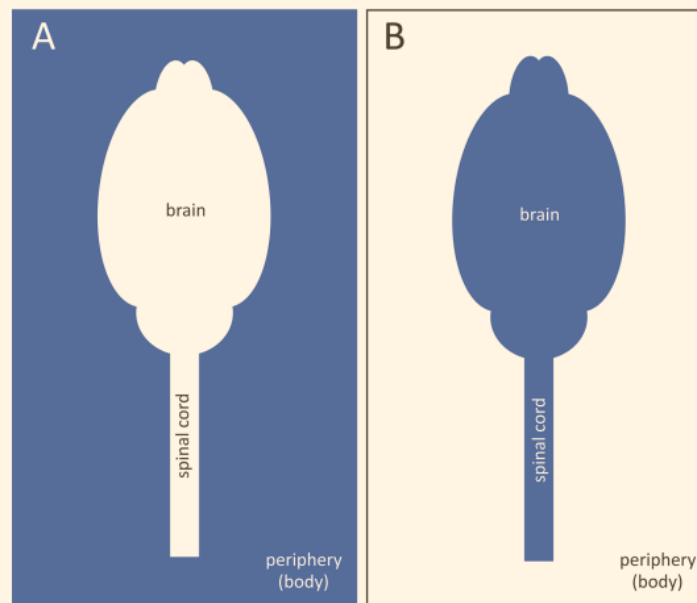 A
brain
spinal cord
periphery
(body)
B
brain
spinal cord
periphery
(body)